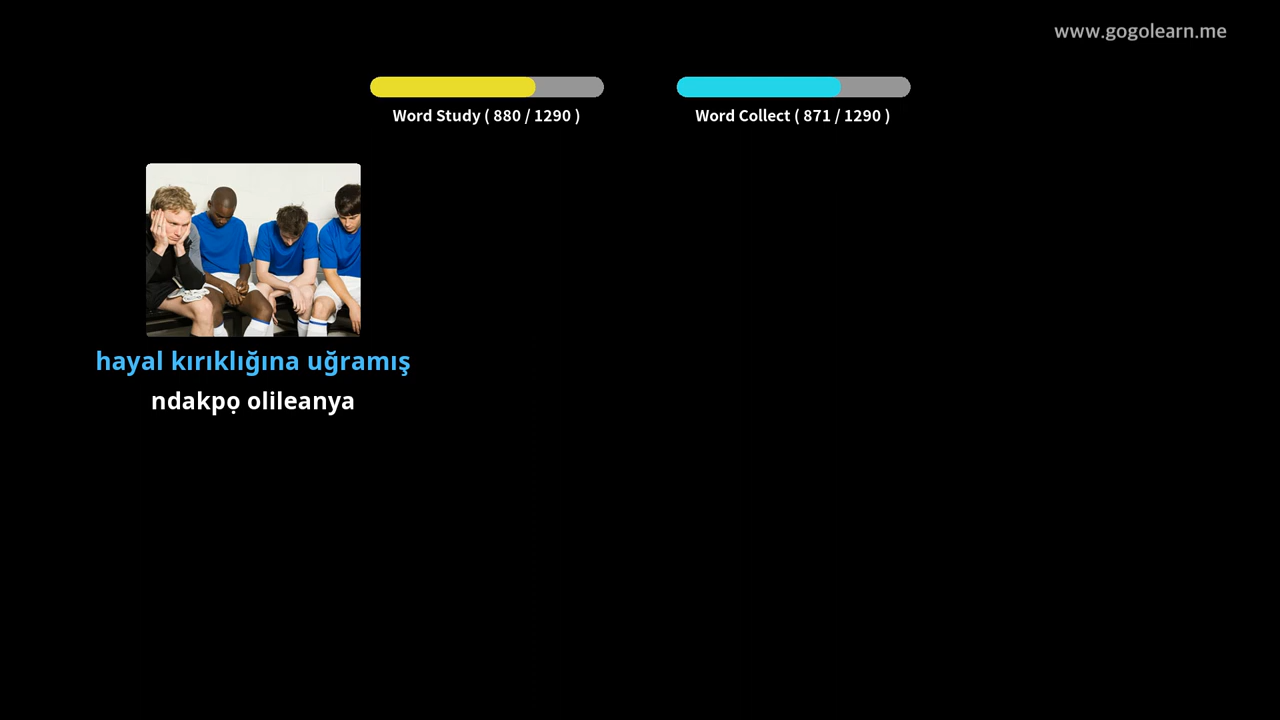 www.gogolearn.me
Word Study ( 880 / 1290 )
Word Collect ( 871 / 1290 )
hayal kırıklığına uğramış
ndakpọ olileanya